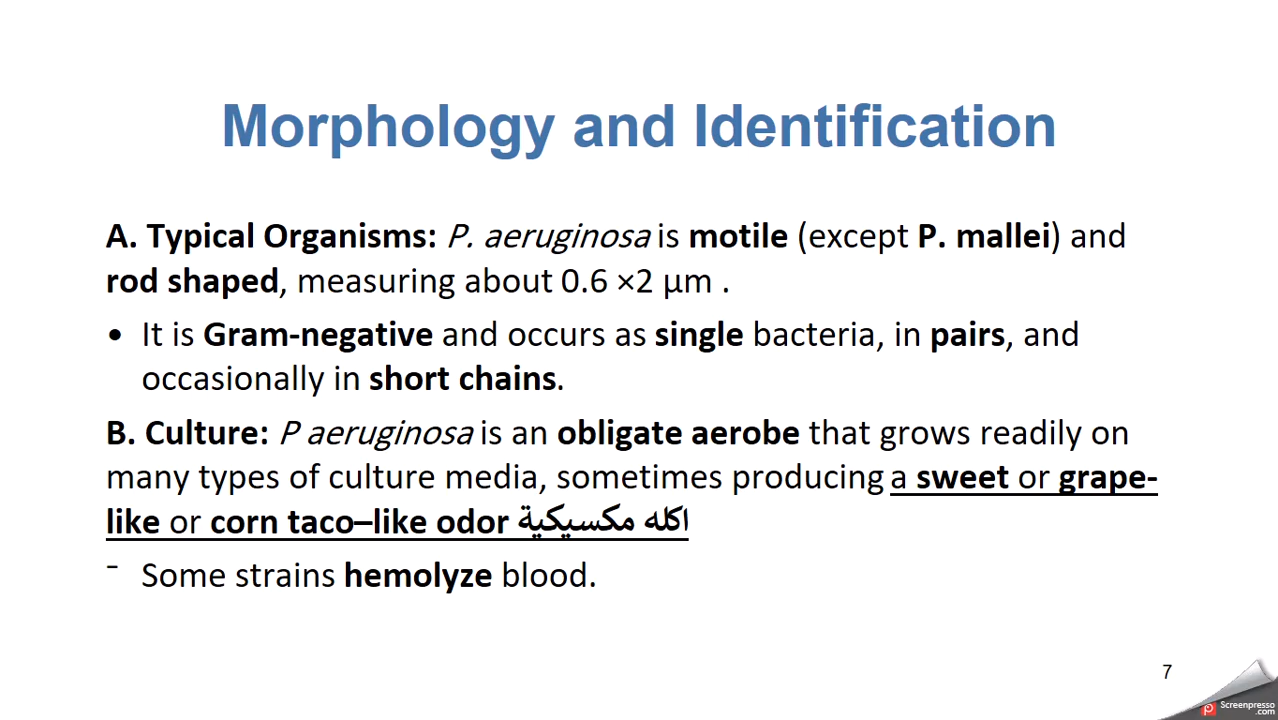 Morphology and Identification
A. Typical Organisms: P. aeruginosa is motile (except P. mallei) and
rod shaped, measuring about 0.6 ×2 μm .
• It is Gram-negative and occurs as single bacteria, in pairs, and
occasionally in short chains.
B. Culture: P aeruginosa is an obligate aerobe that grows readily on
many types of culture media, sometimes producing a sweet or grape-
like or corn taco–like odor اكله مكسيكية
- Some strains hemolyze blood.
7
Screenpresso
.com